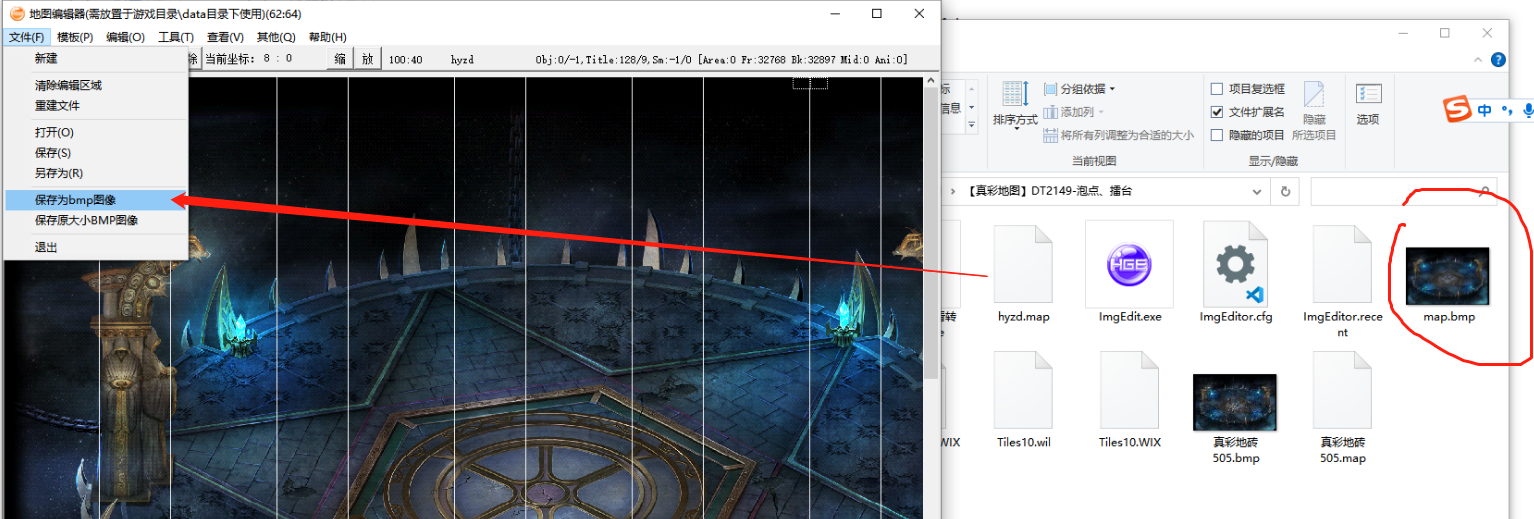 地图编辑器(需放置于游戏目录\data目录下使用)(62:64)
文件(F) 模板(P) 编辑(O) 工具(T) 查看(V) 其他(Q) 帮助(H)
除 当前坐标: 8 : 0 缩 放 100:40 hyzd Obj:0/-1,Title:128/9,Sm:-1/0 [Area:0 Fr:32768 Bk:32897 Mid:0 Ani:0]
新建
清除编辑区域
重建文件
打开(O)
保存(S)
另存为(R)
保存为bmp图像
保存原大小BMP图像
退出
标
信息
排序方式
分组依据
添加列
将所有列调整为合适的大小
当前视图
项目复选框
文件扩展名
隐藏的项目
隐藏
所选项目
显示/隐藏
选项
?
S 中
【真彩地图】DT2149-泡点、擂台
hyzd.map
HGE
ImgEdit.exe
ImgEditor.cfg
ImgEditor.rece
nt
map.bmp
WIX
Tiles10.wil
Tiles10.WIX
真彩地砖
505.bmp
真彩地砖
505.map